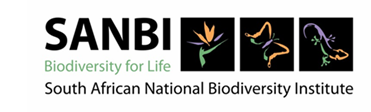 SANBI
Biodiversity for Life
South African National Biodiversity Institute